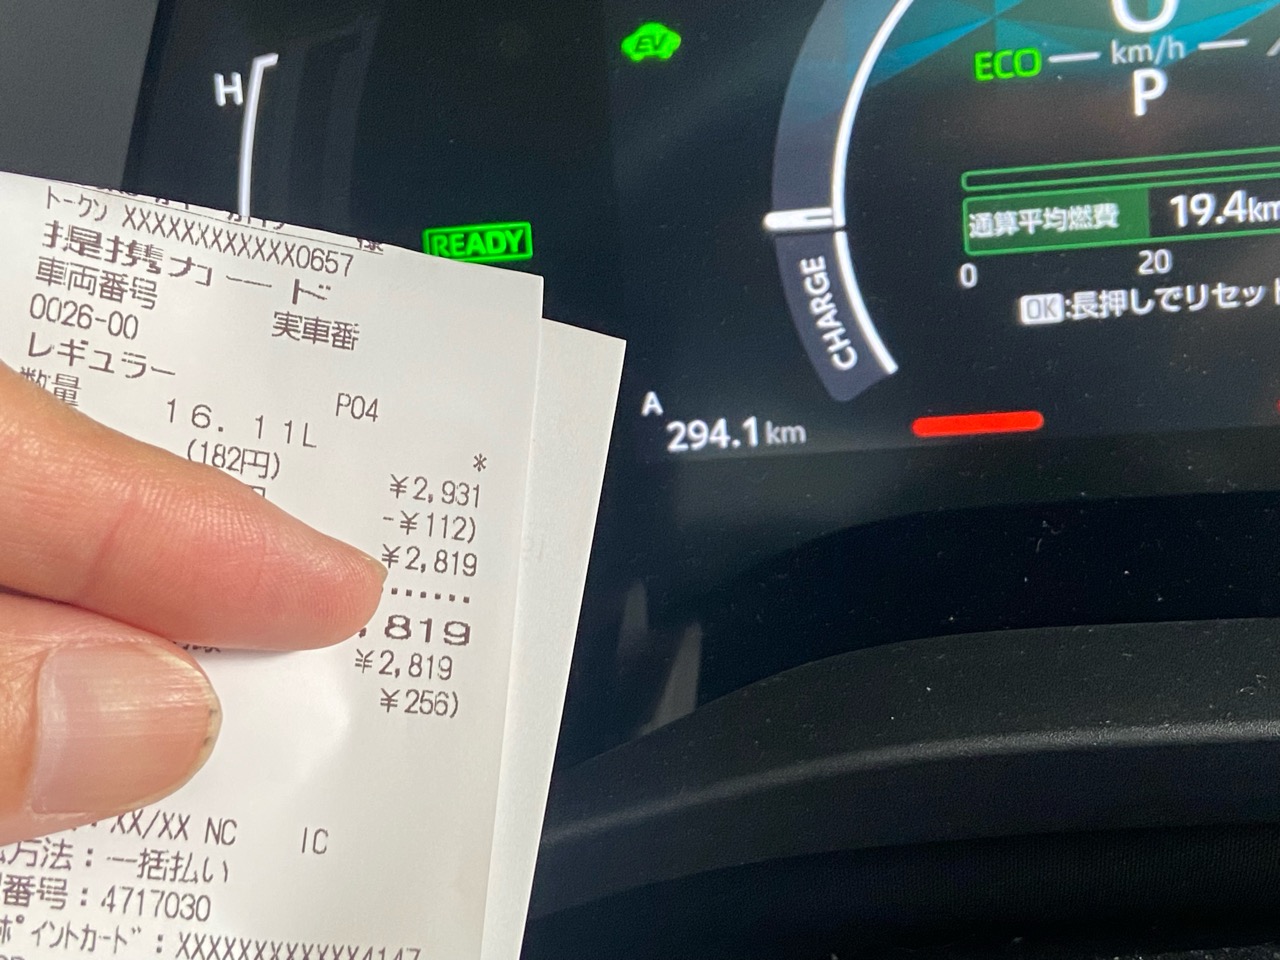 トークン XXXXXXXXXXXX0657
提携カード
車両番号 実車番
0026-00
レギュラー
数量 P04
16.11L
(182円) *
円 ¥2,931
-¥112)
¥2,819
,819
¥2,819
¥256)
XX/XX NC IC
方法：一括払い
番号：4717030
ポイントカード：XXXXXXXXXXXX4147
H
READY
EV
ECO
km/h
P
通算平均燃費 19.4km
0 20
OK:長押しでリセット
CHARGE
A
294.1km